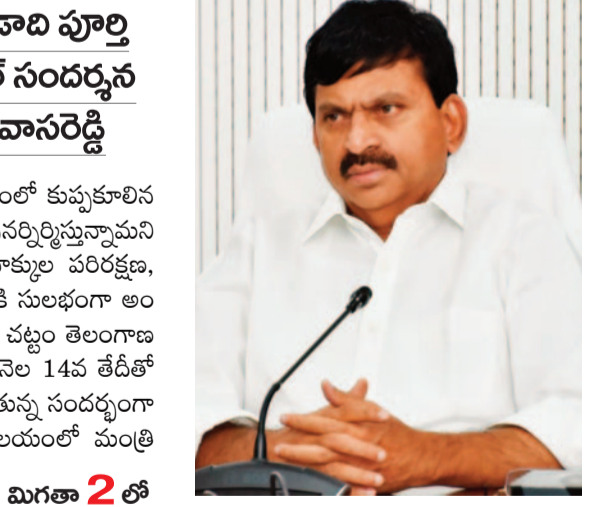 డాది పూర్తి
సందర్శన
వాసరెడ్డి
లో కుప్పకూలిన
నర్నిర్మిస్తున్నామని
క్కుల పరిరక్షణ,
కి సులభంగా అం
చట్టం తెలంగాణ
నెల 14వ తేదీతో
తున్న సందర్భంగా
లయంలో మంత్రి
మిగతా 2 లో